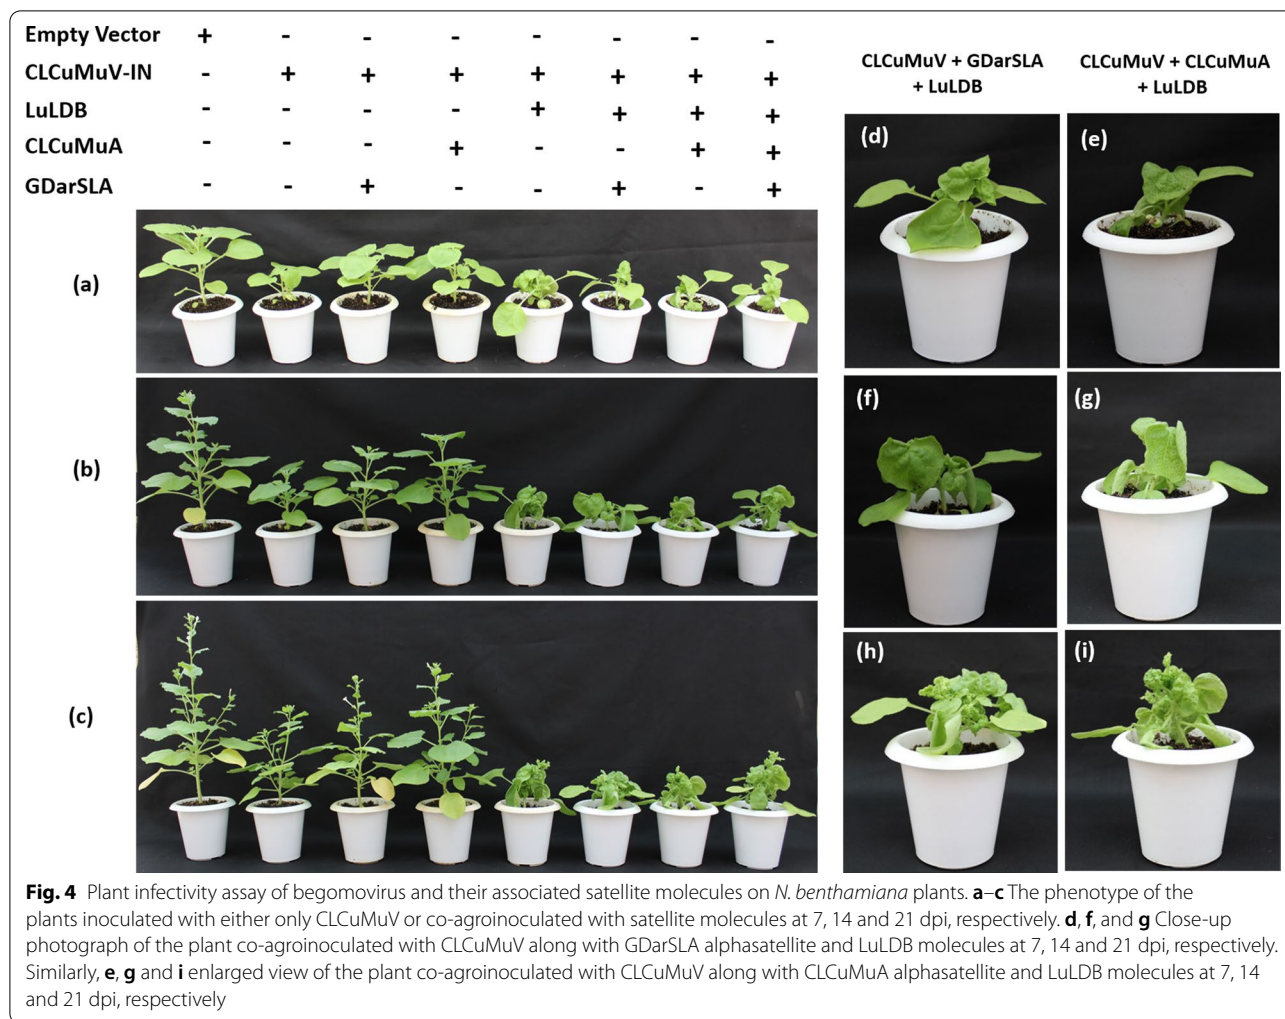 Empty Vector + - - - - - - -
CLCuMuV-IN - + + + + + + +
LuLDB - - - - + + + +
CLCuMuA - - - + - - + +
GDarSLA - - + - - + - +
CLCuMuV + GDarSLA
+ LuLDB
CLCuMuV + CLCuMuA
+ LuLDB
(a)
(b)
(c)
(d)
(e)
(f)
(g)
(h)
(i)
Fig. 4 Plant infectivity assay of begomovirus and their associated satellite molecules on N. benthamiana plants. a–c The phenotype of the
plants inoculated with either only CLCuMuV or co-agroinoculated with satellite molecules at 7, 14 and 21 dpi, respectively. d, f, and g Close-up
photograph of the plant co-agroinoculated with CLCuMuV along with GDarSLA alphasatellite and LuLDB molecules at 7, 14 and 21 dpi, respectively.
Similarly, e, g and i enlarged view of the plant co-agroinoculated with CLCuMuV along with CLCuMuA alphasatellite and LuLDB molecules at 7, 14
and 21 dpi, respectively